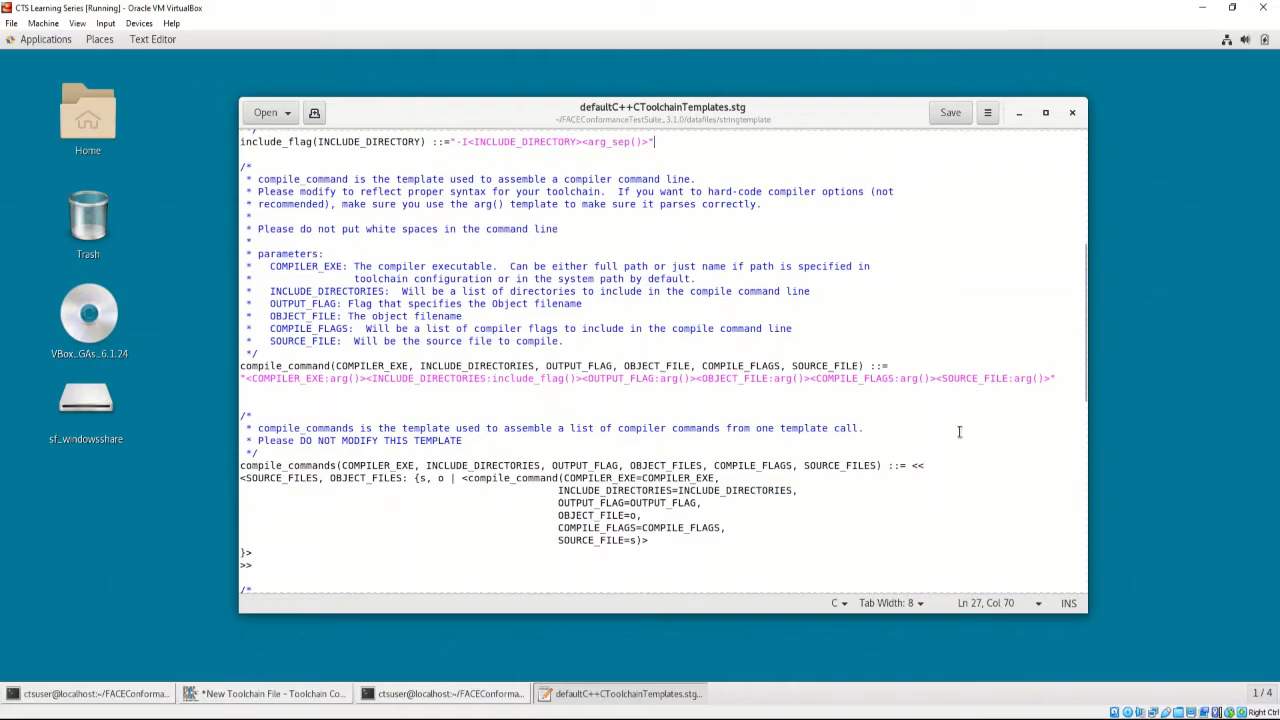 CTS Learning Series [Running] - Oracle VM VirtualBox
File Machine View Input Devices Help
Applications Places Text Editor
Open
defaultC++CToolchainTemplates.stg
~/FACEConformanceTestSuite_3.1.0/datafiles/stringtemplate
Save
Home
Trash
VBox_GAs_6.1.24
sf_windowsshare
include_flag(INCLUDE_DIRECTORY) ::="-I<INCLUDE_DIRECTORY><arg_sep()>"
/*
* compile_command is the template used to assemble a compiler command line.
* Please modify to reflect proper syntax for your toolchain.  If you want to hard-code compiler options (not
* recommended), make sure you use the arg() template to make sure it parses correctly.
*
* Please do not put white spaces in the command line
*
* parameters:
*   COMPILER_EXE: The compiler executable.  Can be either full path or just name if path is specified in
*                 toolchain configuration or in the system path by default.
*   INCLUDE_DIRECTORIES:  Will be a list of directories to include in the compile command line
*   OUTPUT_FLAG: Flag that specifies the Object filename
*   OBJECT_FILE: The object filename
*   COMPILE_FLAGS:  Will be a list of compiler flags to include in the compile command line
*   SOURCE_FILE:  Will be the source file to compile.
*/
compile_command(COMPILER_EXE, INCLUDE_DIRECTORIES, OUTPUT_FLAG, OBJECT_FILE, COMPILE_FLAGS, SOURCE_FILE) ::=
"<COMPILER_EXE:arg()><INCLUDE_DIRECTORIES:include_flag()><OUTPUT_FLAG:arg()><OBJECT_FILE:arg()><COMPILE_FLAGS:arg()><SOURCE_FILE:arg()>"
/*
* compile_commands is the template used to assemble a list of compiler commands from one template call.
* Please DO NOT MODIFY THIS TEMPLATE
*/
compile_commands(COMPILER_EXE, INCLUDE_DIRECTORIES, OUTPUT_FLAG, OBJECT_FILES, COMPILE_FLAGS, SOURCE_FILES) ::= <<
<SOURCE_FILES, OBJECT_FILES: {s, o | <compile_command(COMPILER_EXE=COMPILER_EXE,
INCLUDE_DIRECTORIES=INCLUDE_DIRECTORIES,
OUTPUT_FLAG=OUTPUT_FLAG,
OBJECT_FILE=o,
COMPILE_FLAGS=COMPILE_FLAGS,
SOURCE_FILE=s)>
}>
>>
/*
C Tab Width: 8 Ln 27, Col 70 INS
ctsuser@localhost:~/FACEConforma... *New Toolchain File - Toolchain Co... ctsuser@localhost:~/FACEConforma... defaultC++CToolchainTemplates.stg... 1 / 4
Right Ctrl